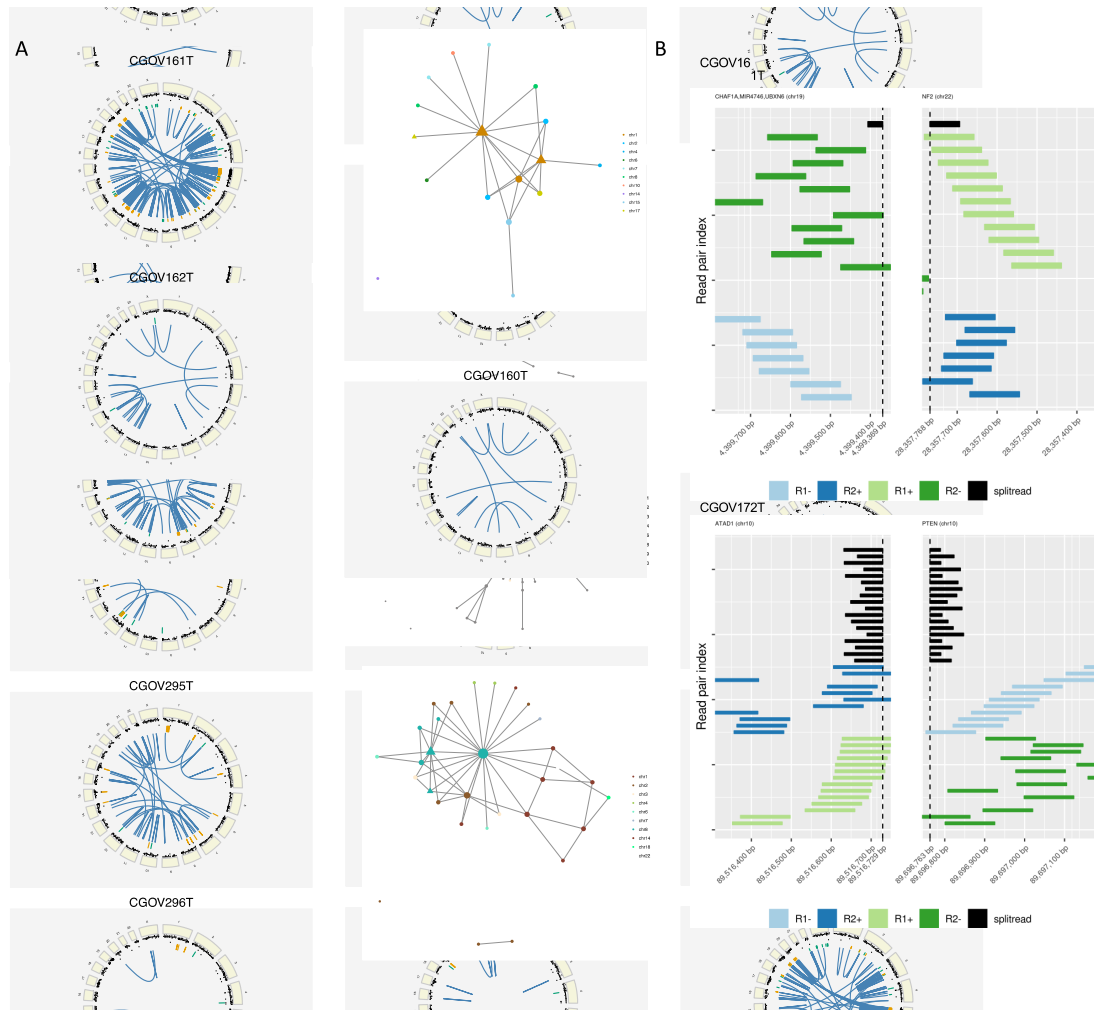 A
CGOV161T
CGOV162T
CGOV295T
CGOV296T
chr1
chr2
chr4
chr6
chr7
chr8
chr10
chr14
chr15
chr17
CGOV160T
chr1
chr2
chr3
chr4
chr6
chr7
chr8
chr14
chr18
chr22
B
CGOV16
1T
CHAF1A,MIR4746,UBXN6 (chr19)
NF2 (chr22)
Read pair index
4,399,700 bp
4,399,600 bp
4,399,500 bp
4,399,400 bp
4,399,369 bp
28,357,768 bp
28,357,700 bp
28,357,600 bp
28,357,500 bp
28,357,400 bp
R1- R2+ R1+ R2- splitread
CGOV172T
ATAD1 (chr10)
PTEN (chr10)
Read pair index
89,516,400 bp
89,516,500 bp
89,516,600 bp
89,516,700 bp
89,516,729 bp
89,696,763 bp
89,696,800 bp
89,696,900 bp
89,697,000 bp
89,697,100 bp
R1- R2+ R1+ R2- splitread